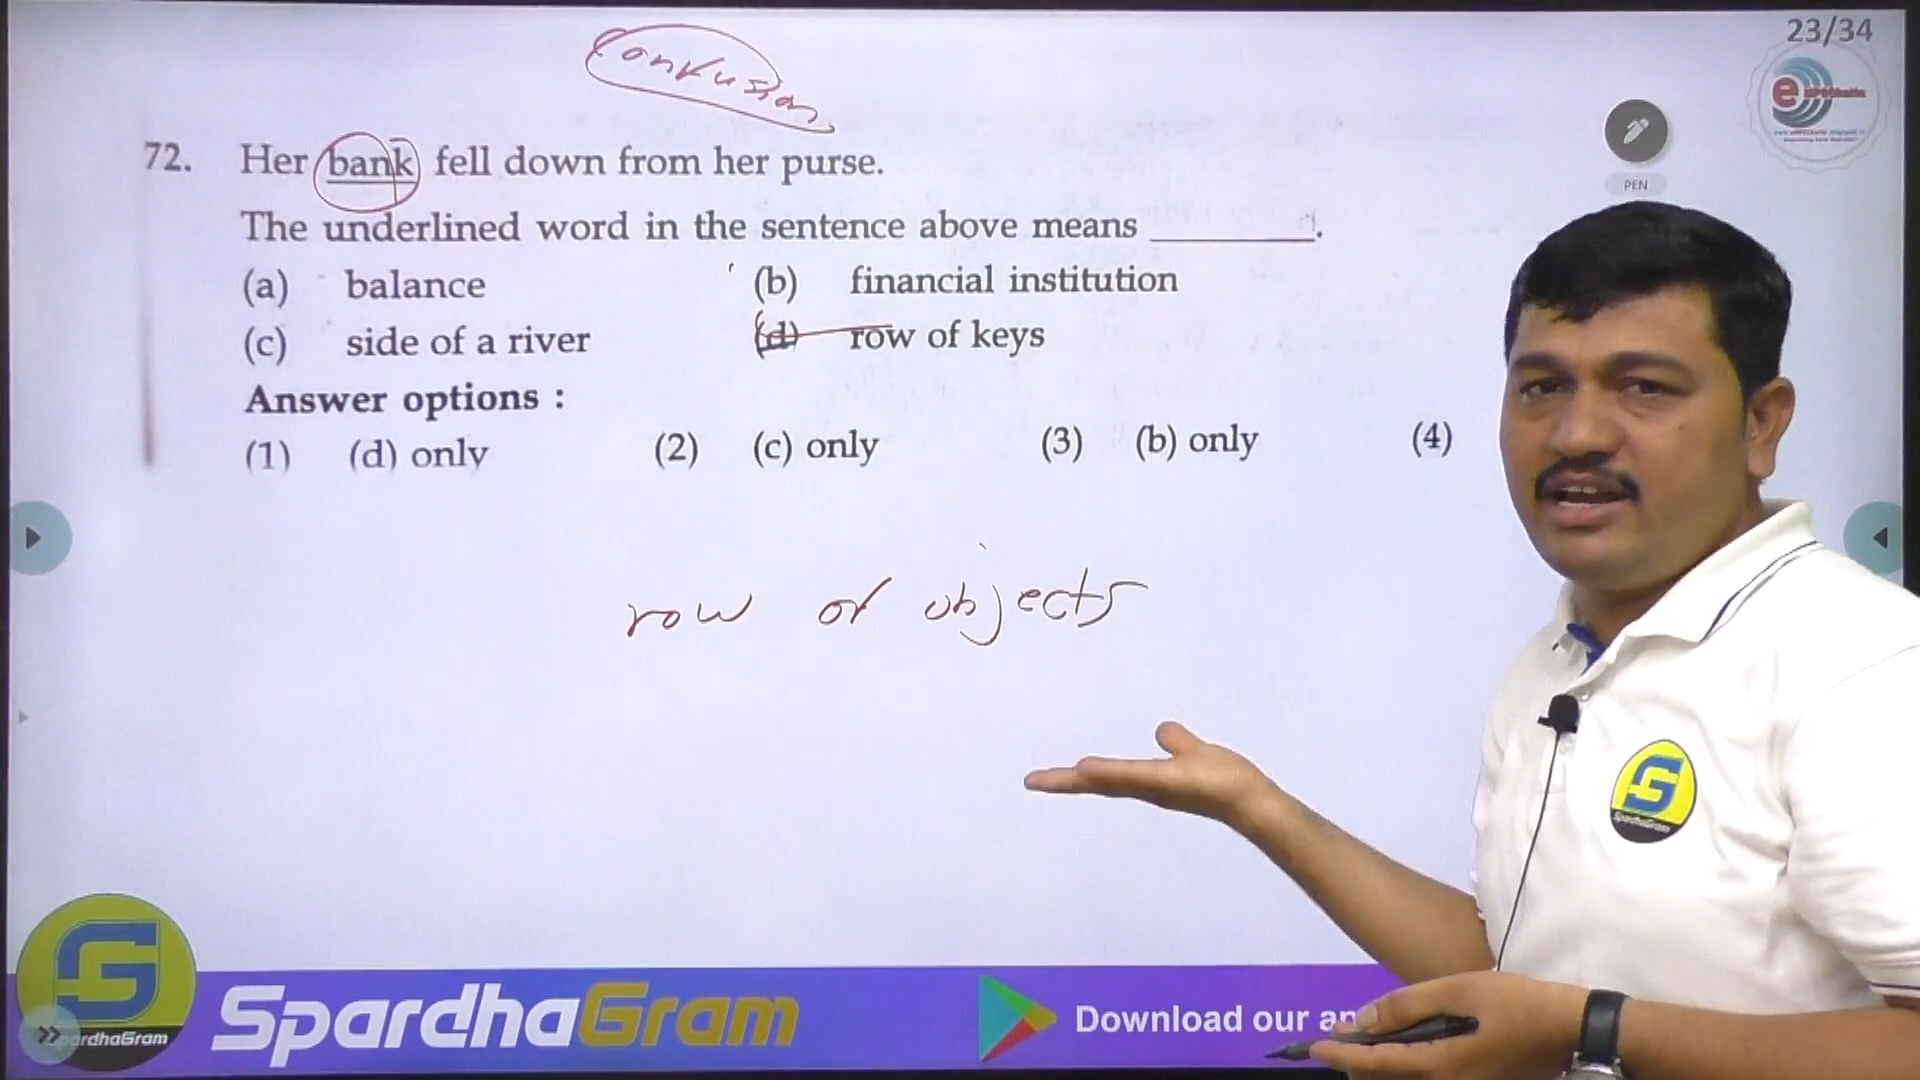 23/34
Confusion
e
PEN
72. Her bank fell down from her purse.
The underlined word in the sentence above means ________.
(a) balance (b) financial institution
(c) side of a river (d) row of keys
Answer options :
(1) (d) only (2) (c) only (3) (b) only (4)
row of objects
SpardhaGram
SpardhaGram
SpardhaGram
Download our